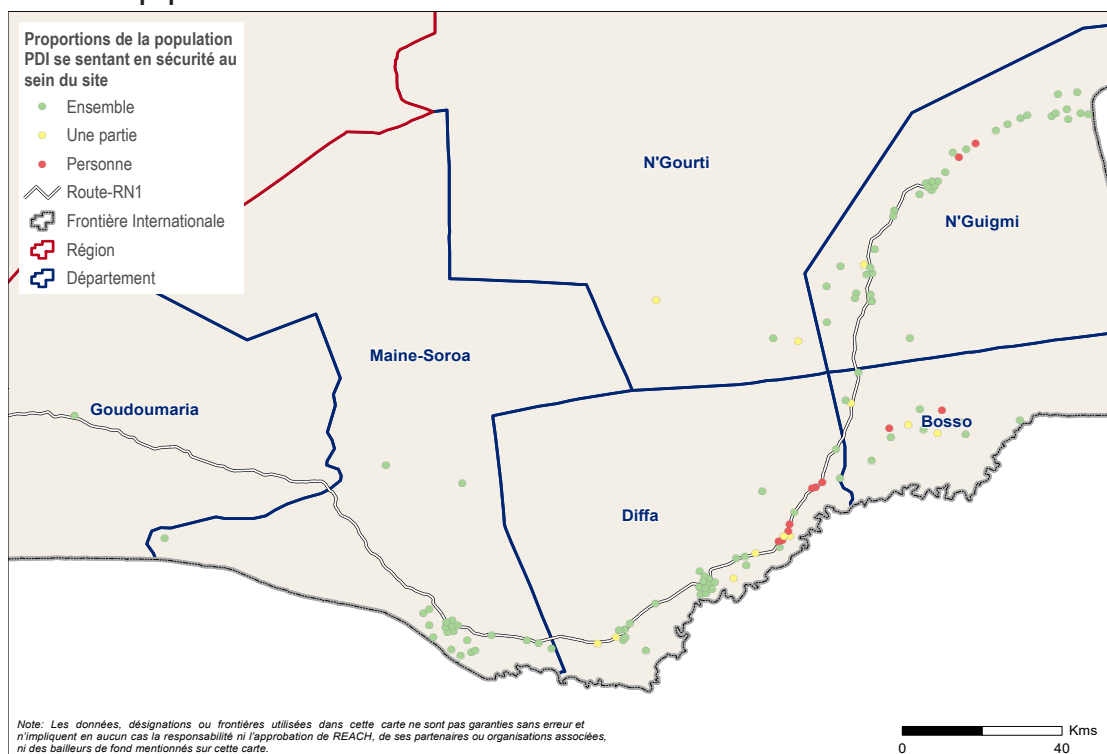 Proportions de la population
PDI se sentant en sécurité au
sein du site
Ensemble
Une partie
Personne
Route-RN1
Frontière Internationale
Région
Département
N'Gourti
N'Guigmi
Maine-Soroa
Goudoumaria
Bosso
Diffa
Note: Les données, désignations ou frontières utilisées dans cette carte ne sont pas garanties sans erreur et
n'impliquent en aucun cas la responsabilité ni l'approbation de REACH, de ses partenaires ou organisations associées,
ni des bailleurs de fond mentionnés sur cette carte.
Kms
0 40